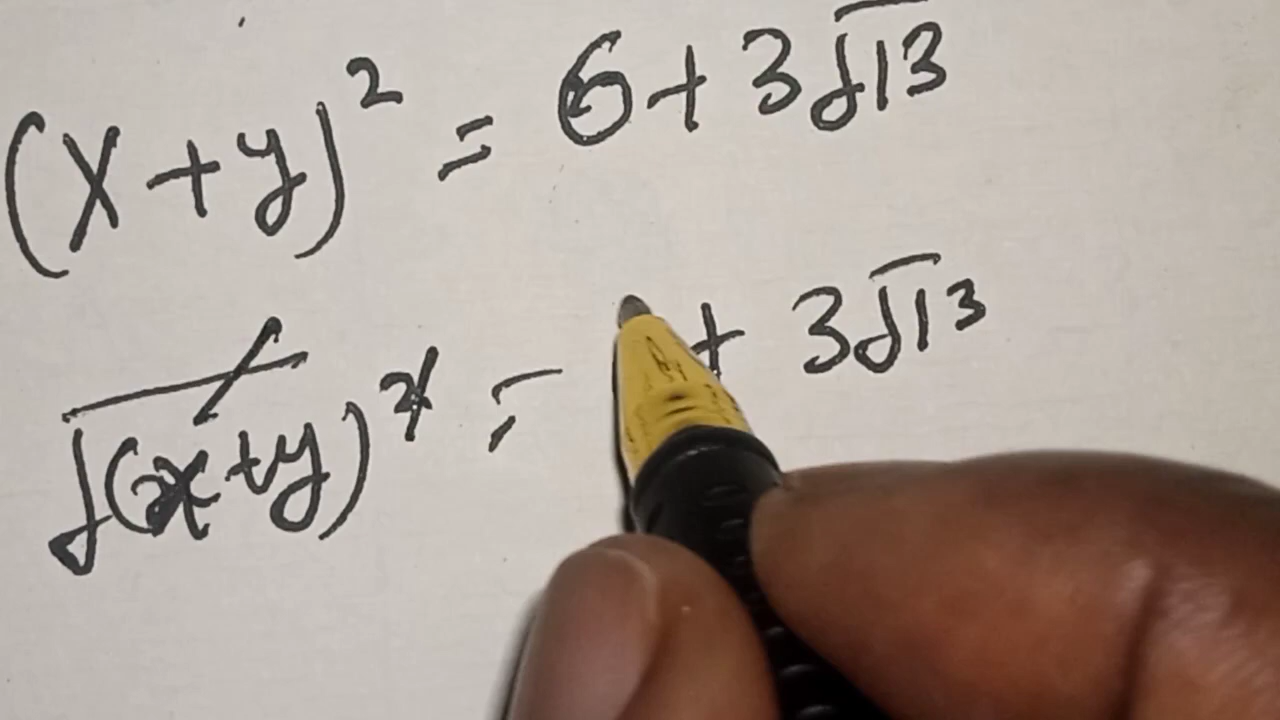 (x+y)² = 6+3√13
√(x+y)² = + 3√13